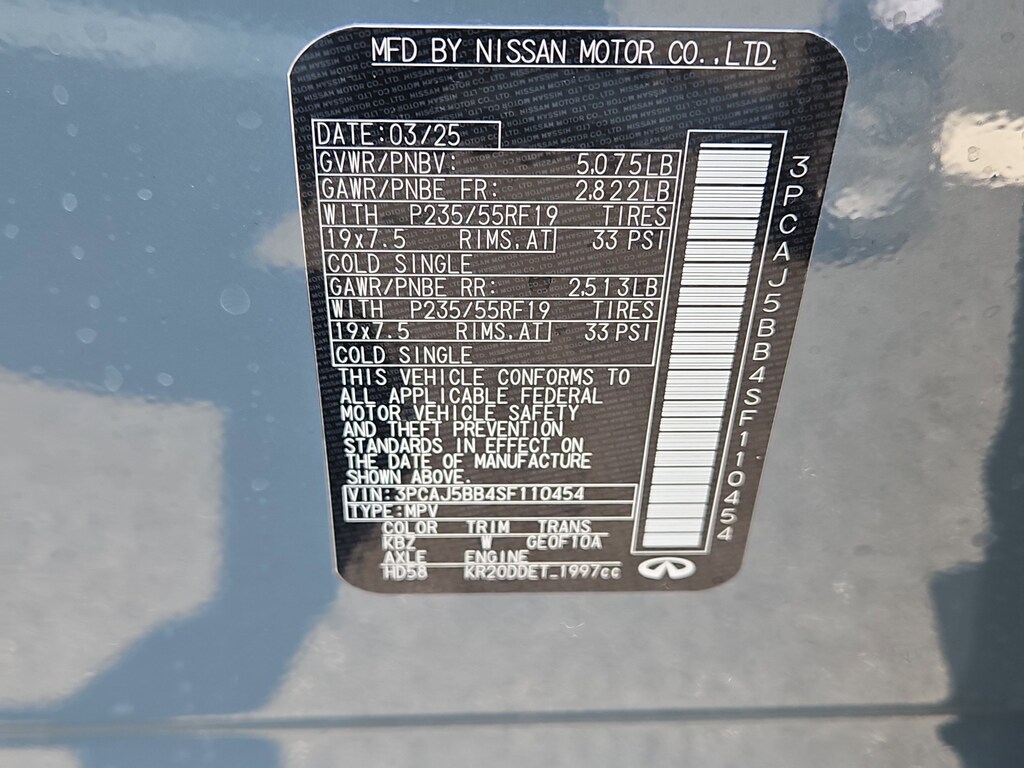 MFD BY NISSAN MOTOR CO.,LTD.
DATE:03/25
GVWR/PNBV: 5,075LB
GAWR/PNBE FR: 2,822LB
WITH P235/55RF19 TIRES
19x7.5 RIMS,AT 33 PSI
COLD SINGLE
GAWR/PNBE RR: 2,513LB
WITH P235/55RF19 TIRES
19x7.5 RIMS,AT 33 PSI
COLD SINGLE
THIS VEHICLE CONFORMS TO
ALL APPLICABLE FEDERAL
MOTOR VEHICLE SAFETY
AND THEFT PREVENTION
STANDARDS IN EFFECT ON
THE DATE OF MANUFACTURE
SHOWN ABOVE.
VIN:3PCAJ5BB4SF110454
TYPE:MPV
COLOR TRIM TRANS
KBZ W GEOF10A
AXLE ENGINE
HD58 KR20DDET_1997cc
3PCAJ5BB4SF110454